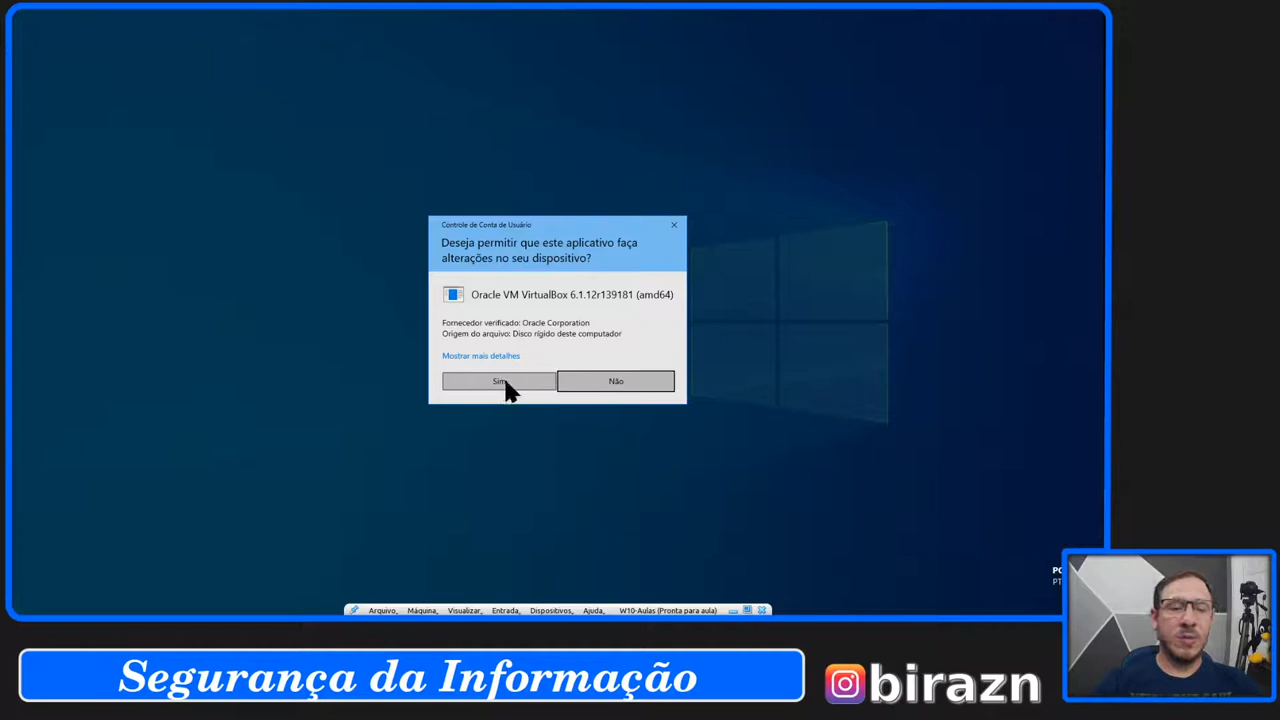 Controle de Conta de Usuário
Deseja permitir que este aplicativo faça
alterações no seu dispositivo?
Oracle VM VirtualBox 6.1.12r139181 (amd64)
Fornecedor verificado: Oracle Corporation
Origem do arquivo: Disco rígido deste computador
Mostrar mais detalhes
Sim Não
PT
Arquivo Máquina Visualizar Entrada Dispositivos Ajuda W10-Aulas (Pronta para aula)
Segurança da Informação
birazn